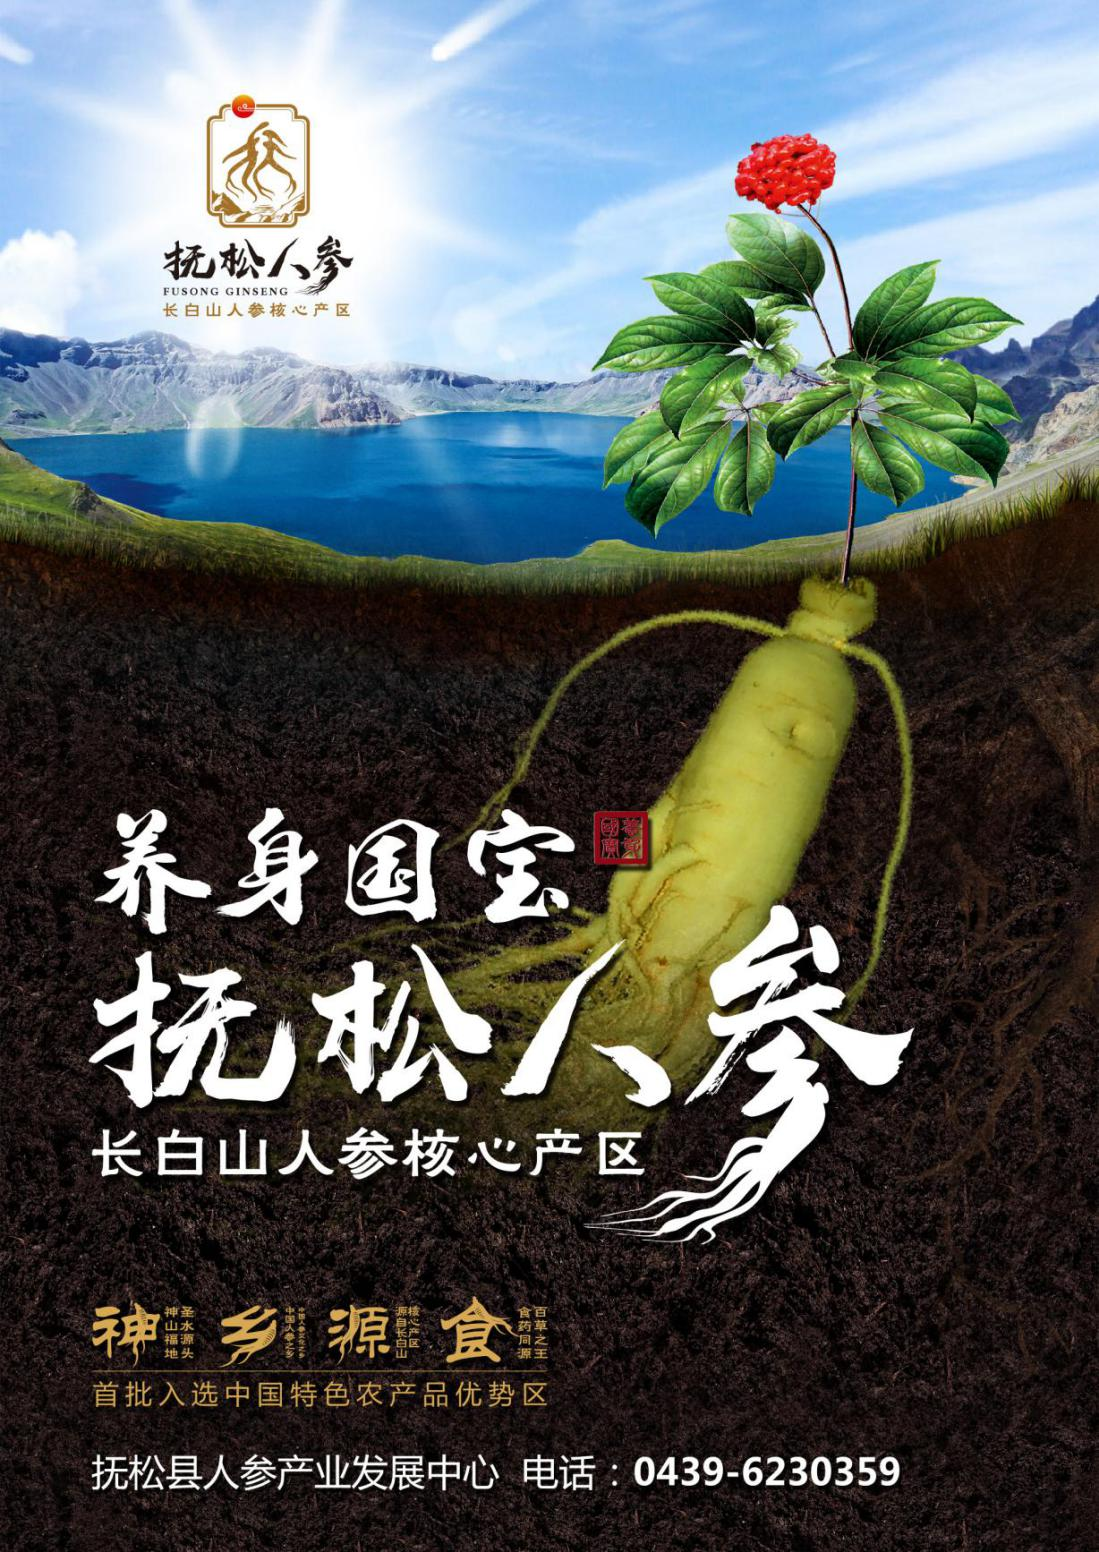 抚松人参
FUSONG GINSENG
长白山人参核心产区
养身国宝
抚松人参
长白山人参核心产区
神 圣水源头 神山福地
乡 中国人参之乡
源 核心产区 源自长白山
食 百草之王 食药同源
首批入选中国特色农产品优势区
抚松县人参产业发展中心 电话：0439-6230359